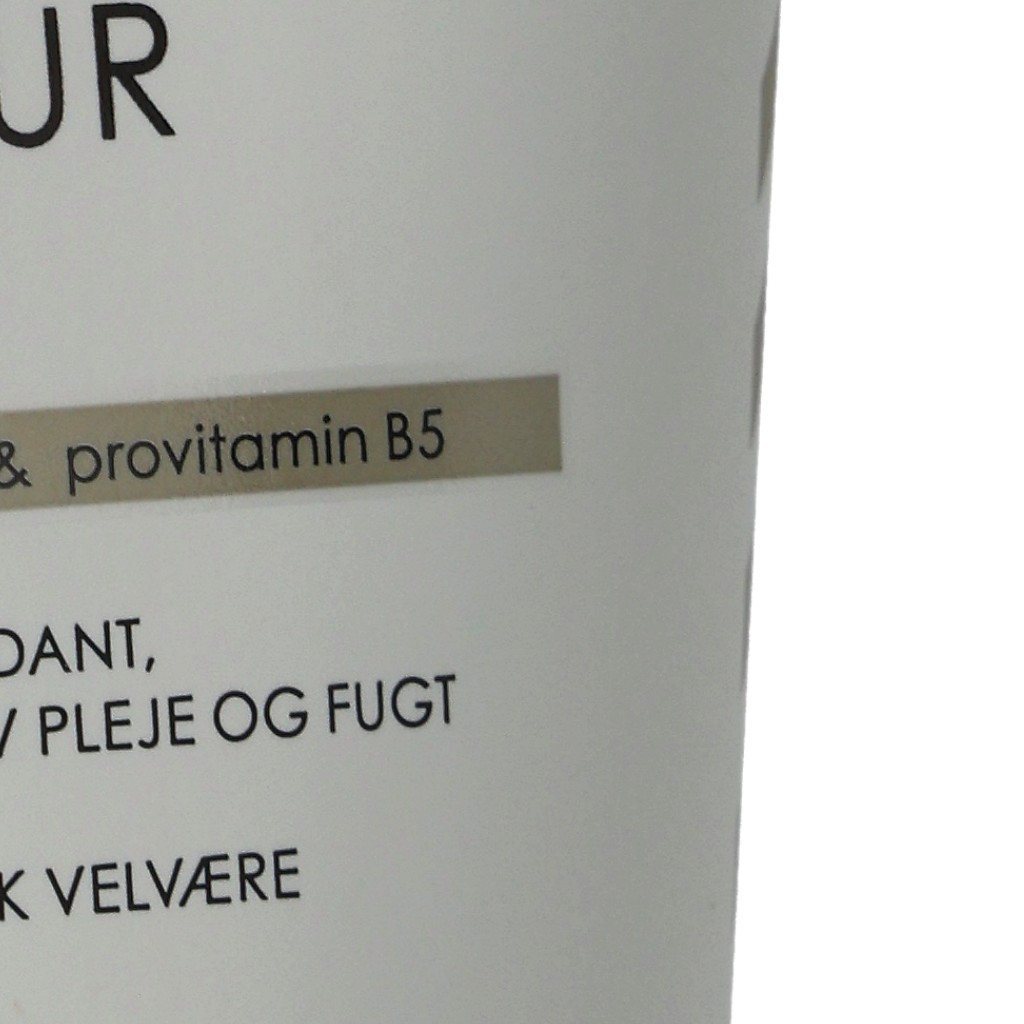 UR
& provitamin B5
DANT,
PLEJE OG FUGT
K VELVÆRE